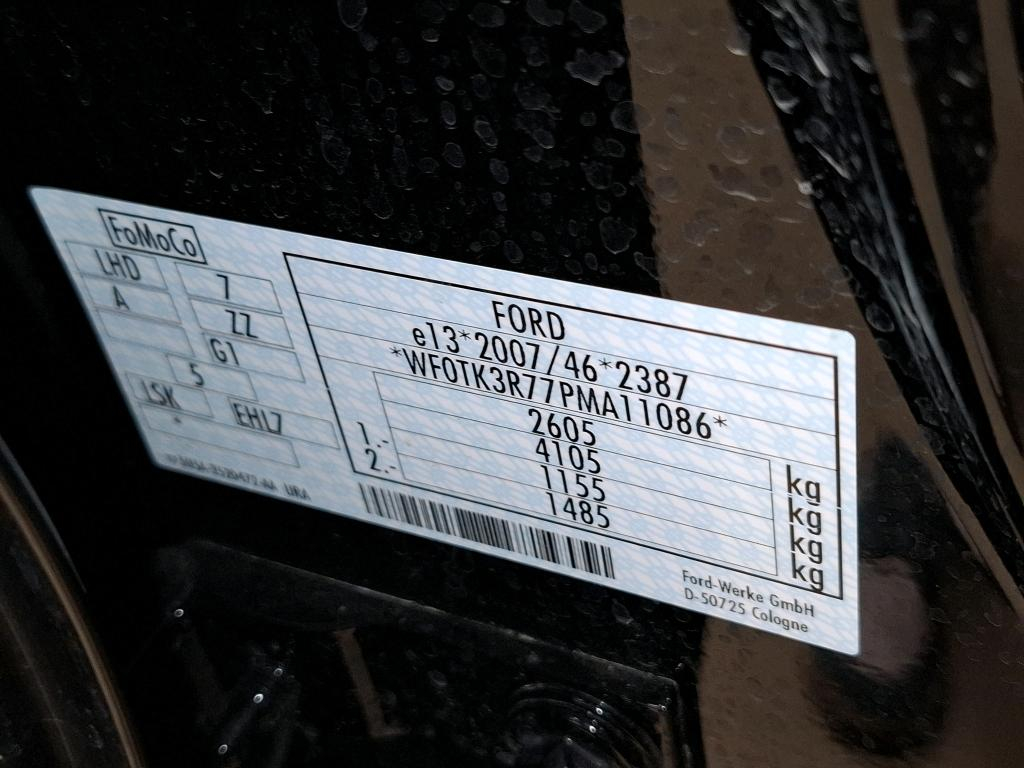 FoMoCo
LHD 7
A ZZ
G1
5
LSK EHL7
FORD
e13*2007/46*2387
*WF0TK3R77PMA11086*
2605 kg
4105 kg
1.- 1155 kg
2.- 1485 kg
Ford-Werke GmbH
D-50725 Cologne